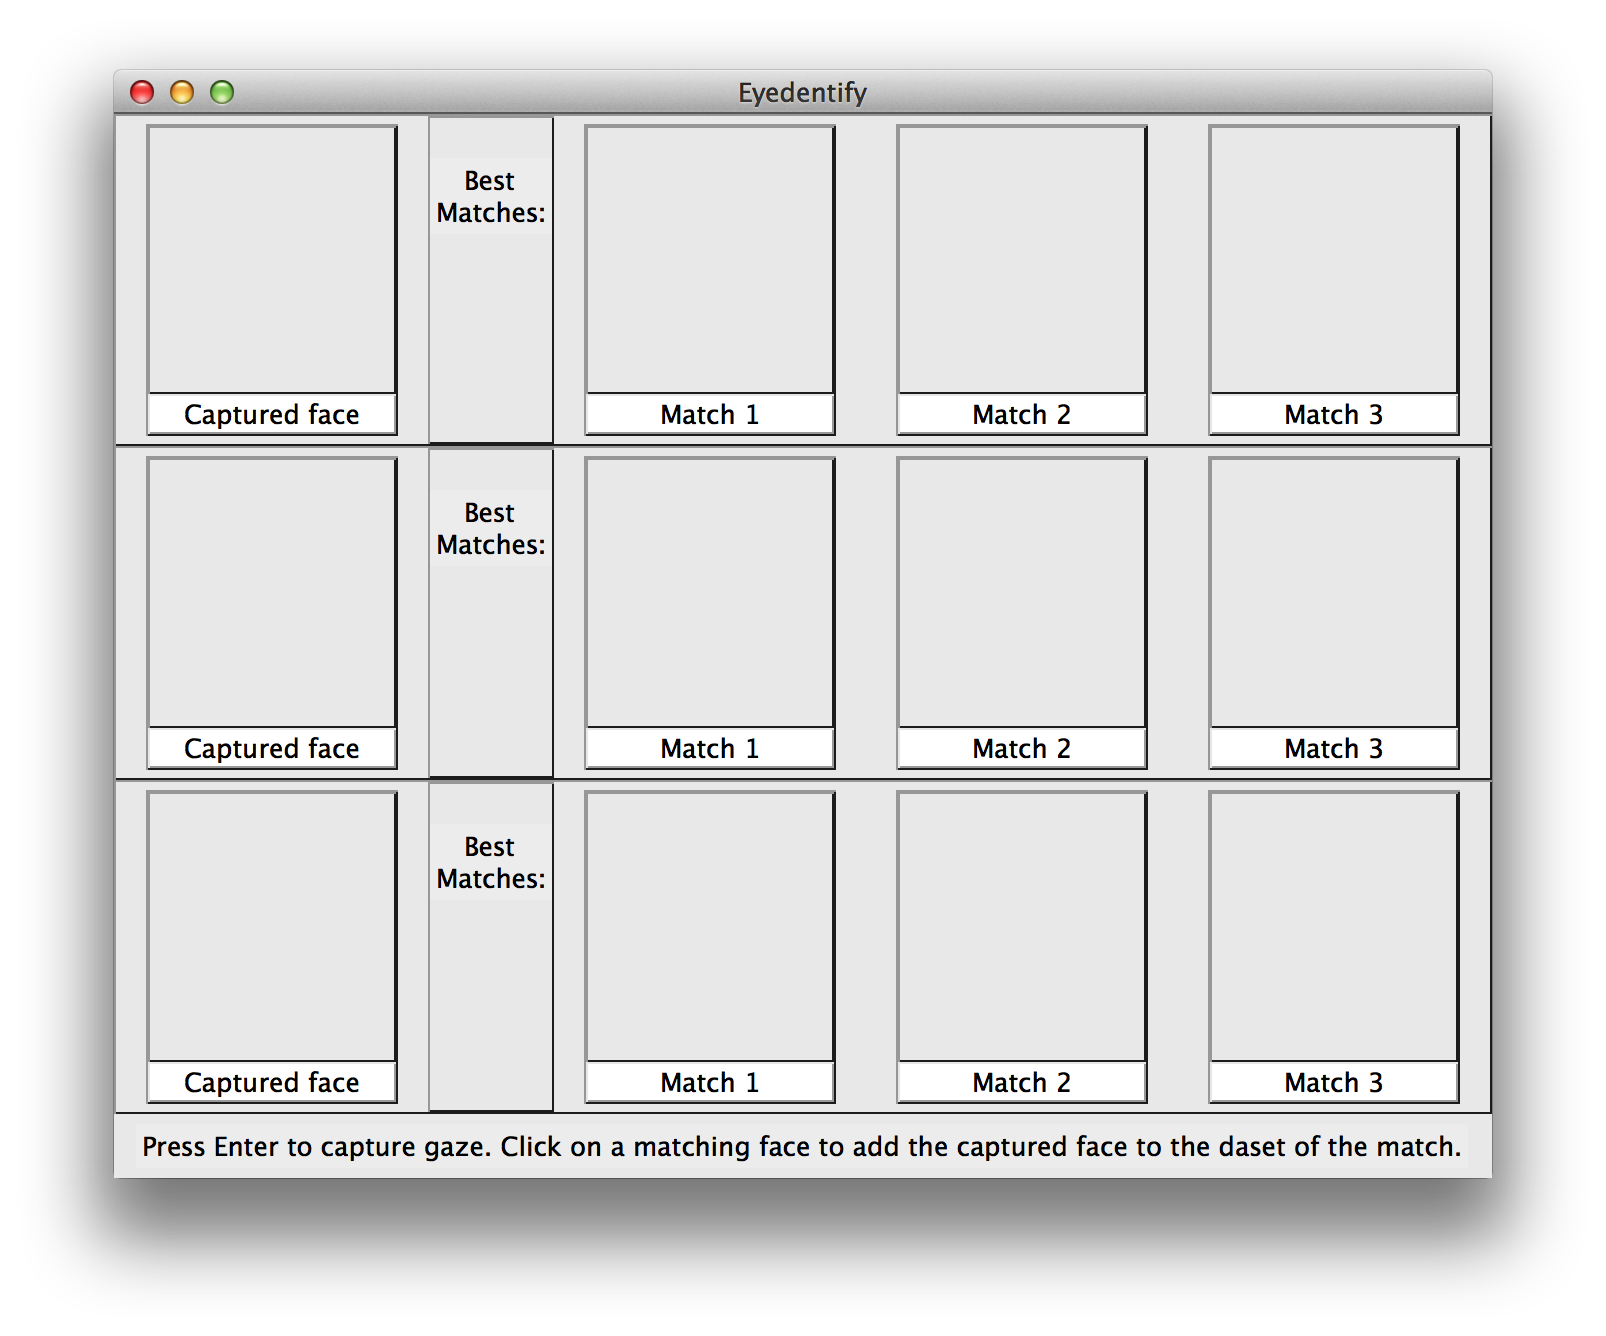 Eyedentify
Best
Matches:
Captured face
Match 1
Match 2
Match 3
Best
Matches:
Captured face
Match 1
Match 2
Match 3
Best
Matches:
Captured face
Match 1
Match 2
Match 3
Press Enter to capture gaze. Click on a matching face to add the captured face to the daset of the match.